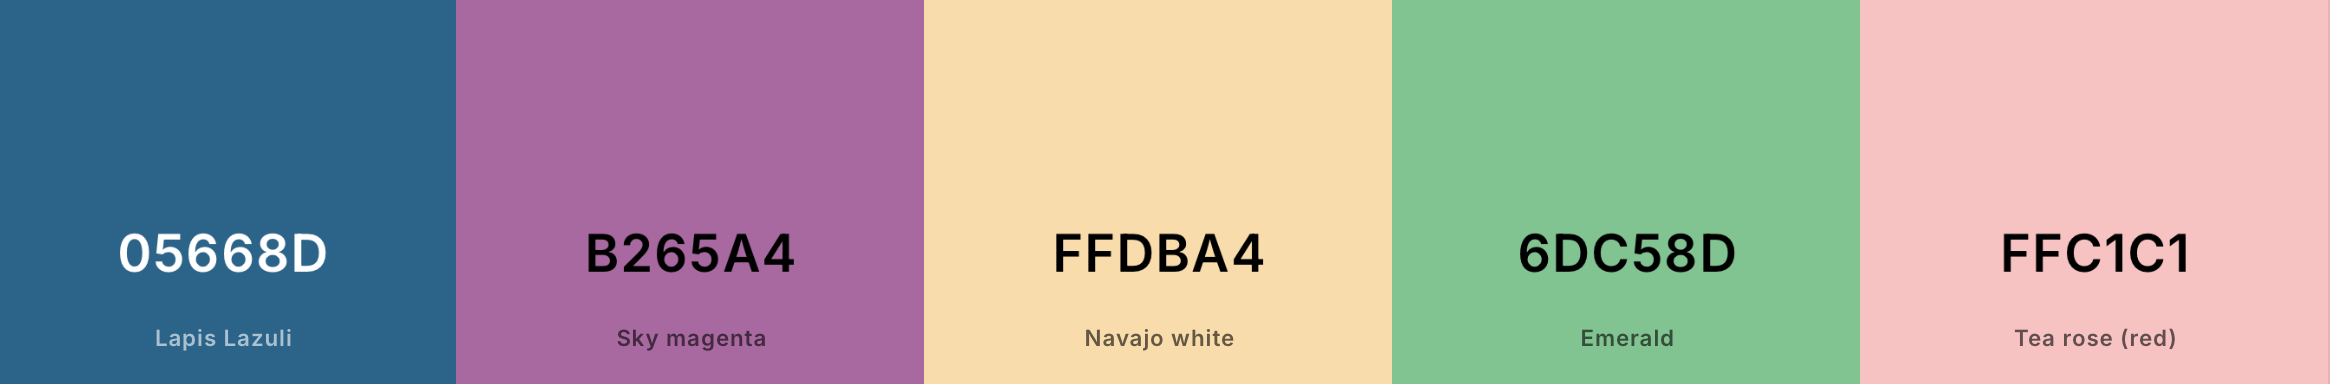 05668D
Lapis Lazuli
B265A4
Sky magenta
FFDBA4
Navajo white
6DC58D
Emerald
FFC1C1
Tea rose (red)